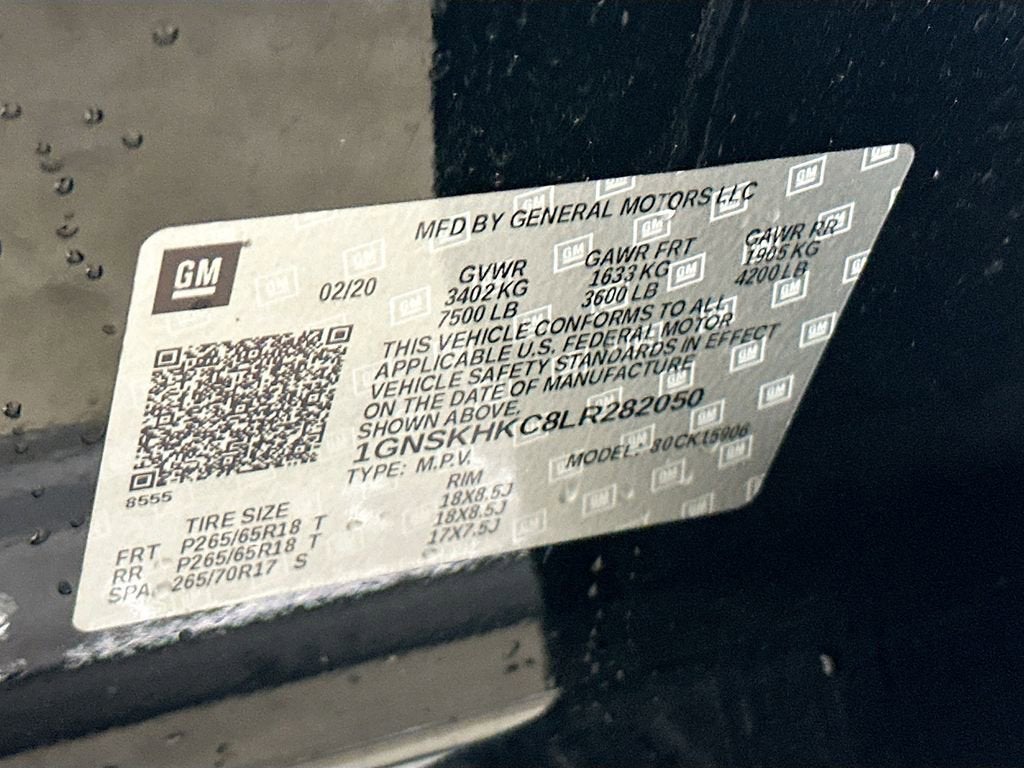 GM
MFD BY GENERAL MOTORS LLC
02/20
GVWR GAWR FRT GAWR RR
3402 KG 1633 KG 1905 KG
7500 LB 3600 LB 4200 LB
THIS VEHICLE CONFORMS TO ALL
APPLICABLE U.S. FEDERAL MOTOR
VEHICLE SAFETY STANDARDS IN EFFECT
ON THE DATE OF MANUFACTURE
SHOWN ABOVE.
1GNSKHKC8LR282050
TYPE: M.P.V. MODEL: 80CK15906
8555
TIRE SIZE RIM
FRT P265/65R18 T 18X8.5J
RR P265/65R18 T 18X8.5J
SPA 265/70R17 S 17X7.5J